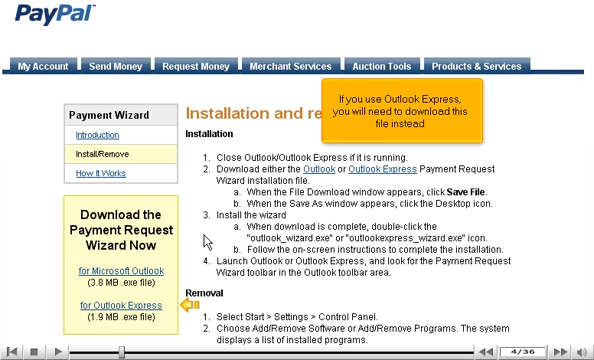 PayPal
My Account Send Money Request Money Merchant Services Auction Tools Products & Services
If you use Outlook Express,
you will need to download this
file instead
Payment Wizard
Introduction
Install/Remove
How It Works
Download the
Payment Request
Wizard Now
for Microsoft Outlook
(3.8 MB .exe file)
for Outlook Express
(1.9 MB .exe file)
Installation and re
Installation
1. Close Outlook/Outlook Express if it is running.
2. Download either the Outlook or Outlook Express Payment Request
Wizard installation file.
a. When the File Download window appears, click Save File.
b. When the Save As window appears, click the Desktop icon.
3. Install the wizard
a. When download is complete, double-click the
"outlook_wizard.exe" or "outlookexpress_wizard.exe" icon.
b. Follow the on-screen instructions to complete the installation.
4. Launch Outlook or Outlook Express, and look for the Payment Request
Wizard toolbar in the Outlook toolbar area.
Removal
1. Select Start > Settings > Control Panel.
2. Choose Add/Remove Software or Add/Remove Programs. The system
displays a list of installed programs.
4/36